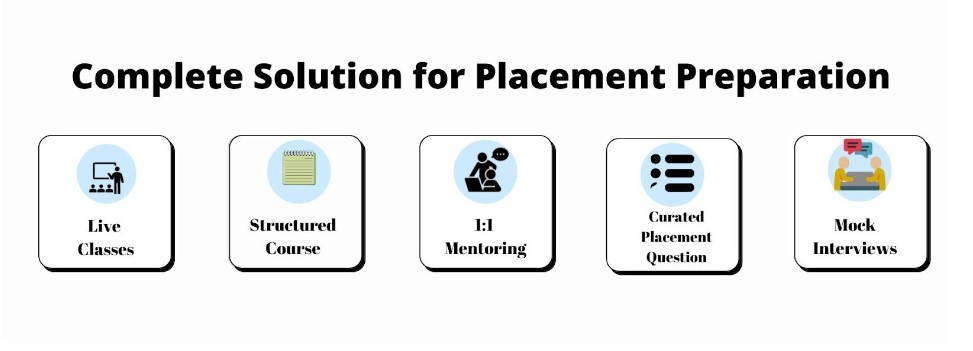 Complete Solution for Placement Preparation
Live
Classes
Structured
Course
1:1
Mentoring
Curated
Placement
Question
Mock
Interviews